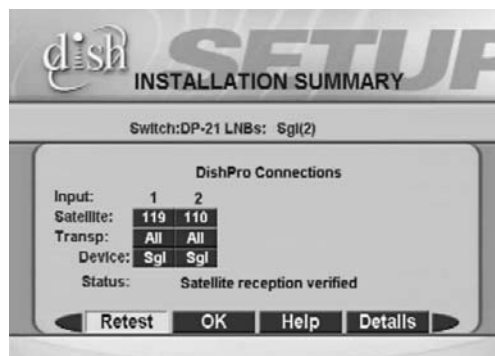 dish
SETUP
INSTALLATION SUMMARY
Switch:DP-21 LNBs: Sgl(2)
DishPro Connections
Input: 1 2
Satellite: 119 110
Transp: All All
Device: Sgl Sgl
Status: Satellite reception verified
Retest OK Help Details